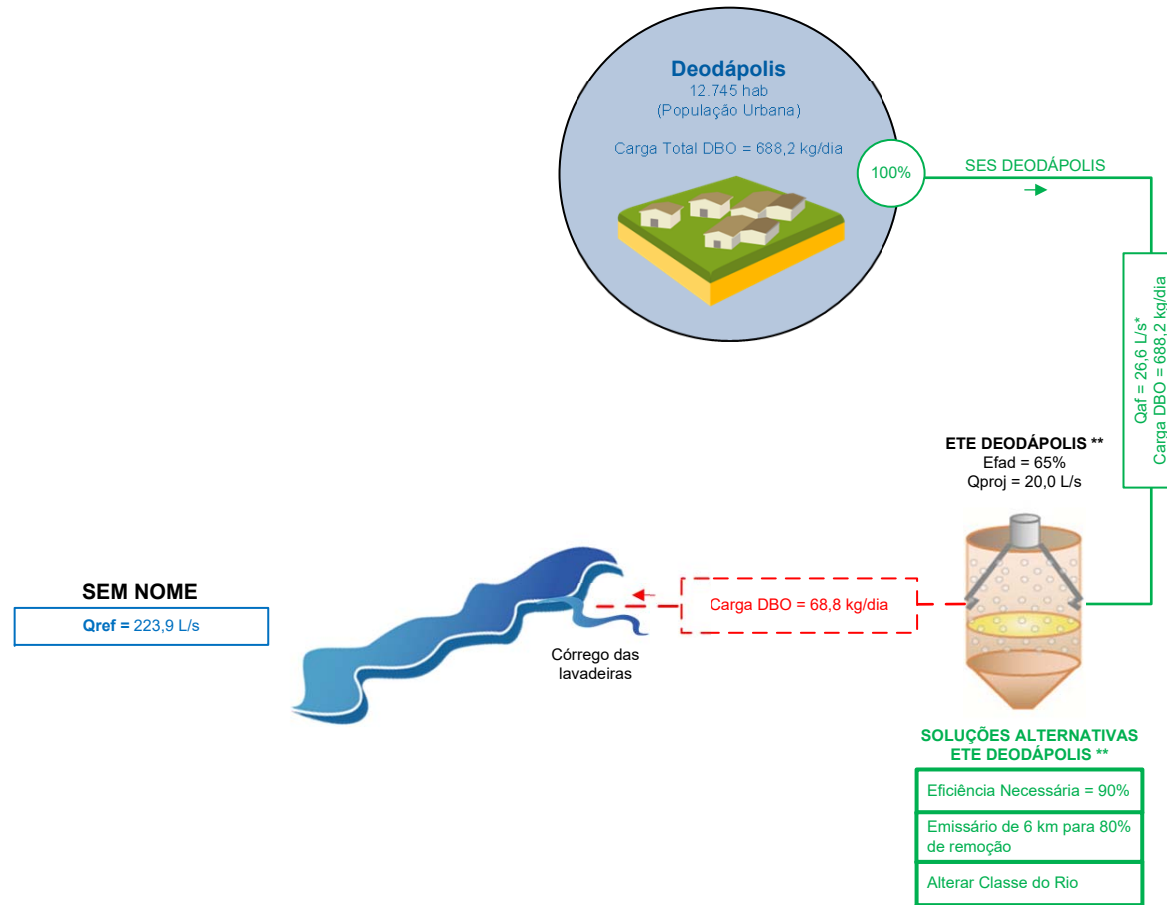 Deodápolis
12.745 hab
(População Urbana)
Carga Total DBO = 688,2 kg/dia
100%
SES DEODÁPOLIS
Qaf = 26,6 L/s*
Carga DBO = 688,2 kg/dia
ETE DEODÁPOLIS **
Efad = 65%
Qproj = 20,0 L/s
SEM NOME
Qref = 223,9 L/s
Carga DBO = 68,8 kg/dia
Córrego das
lavadeiras
SOLUÇÕES ALTERNATIVAS
ETE DEODÁPOLIS **
Eficiência Necessária = 90%
Emissário de 6 km para 80%
de remoção
Alterar Classe do Rio